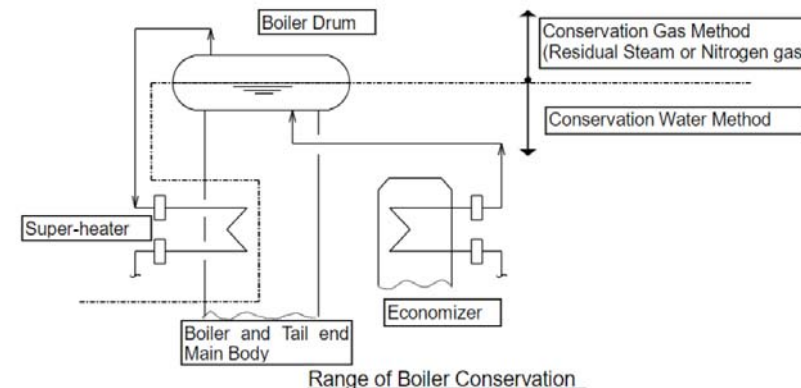 Boiler Drum
Conservation Gas Method
(Residual Steam or Nitrogen gas
Conservation Water Method
Super-heater
Economizer
Boiler and Tail end
Main Body
Range of Boiler Conservation